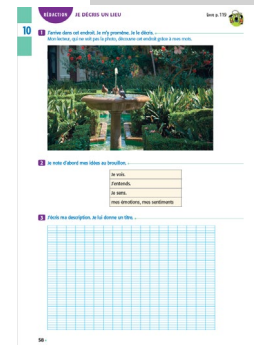 RÉDACTION JE DÉCRIS UN LIEU
livre p. 119
10
1 J'arrive dans cet endroit. Je m'y promène. Je le décris.
Mon lecteur, qui ne voit pas la photo, découvre cet endroit grâce à mes mots.
2 Je note d'abord mes idées au brouillon.
Je vois.
J'entends.
Je sens.
mes émotions, mes sentiments
3 J'écris ma description. Je lui donne un titre.
58